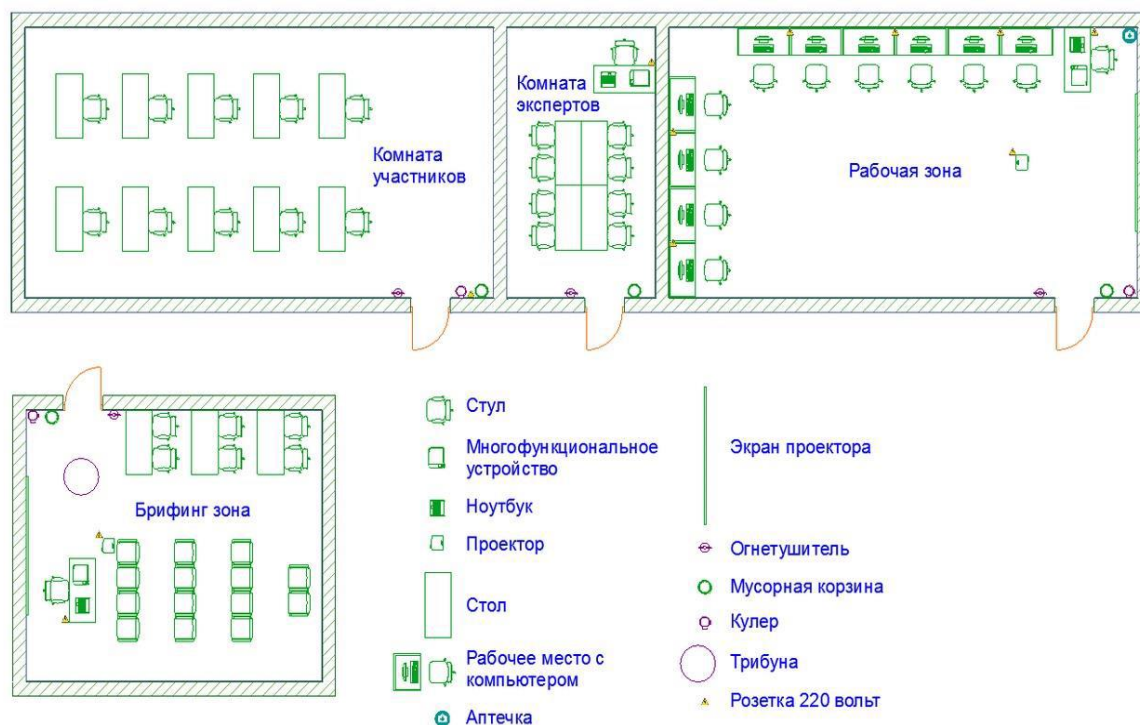 Комната
участников
Комната
экспертов
Рабочая зона
Брифинг зона
Стул
Многофункциональное
устройство
Ноутбук
Проектор
Стол
Рабочее место с
компьютером
Аптечка
Экран проектора
Огнетушитель
Мусорная корзина
Кулер
Трибуна
Розетка 220 вольт